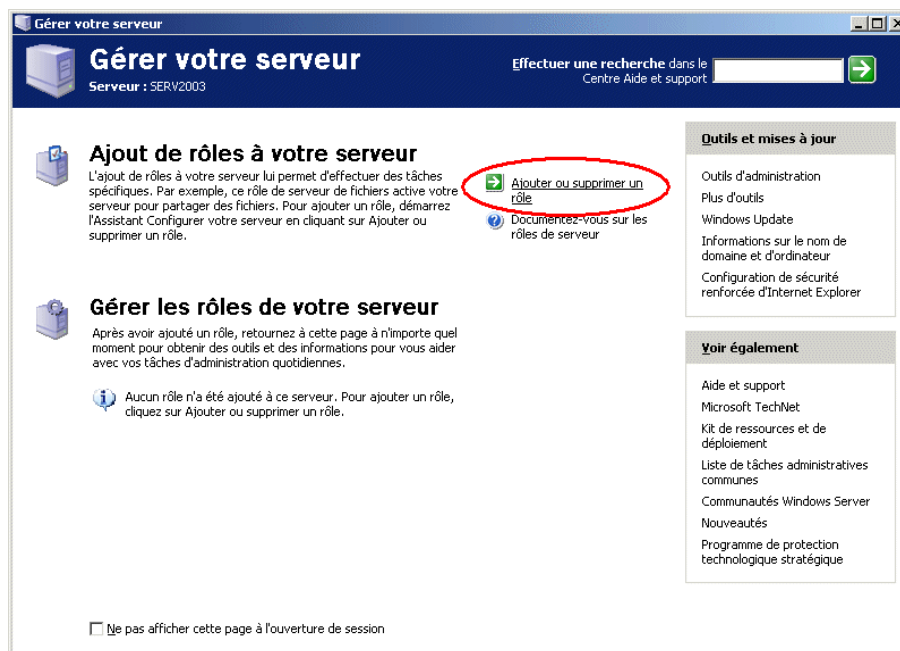 Gérer votre serveur
Gérer votre serveur
Serveur : SERV2003
Effectuer une recherche dans le
Centre Aide et support
Ajout de rôles à votre serveur
L'ajout de rôles à votre serveur lui permet d'effectuer des tâches
spécifiques. Par exemple, ce rôle de serveur de fichiers active votre
serveur pour partager des fichiers. Pour ajouter un rôle, démarrez
l'Assistant Configurer votre serveur en cliquant sur Ajouter ou
supprimer un rôle.
Ajouter ou supprimer un
rôle
Documentez-vous sur les
rôles de serveur
Gérer les rôles de votre serveur
Après avoir ajouté un rôle, retournez à cette page à n'importe quel
moment pour obtenir des outils et des informations pour vous aider
avec vos tâches d'administration quotidiennes.
Aucun rôle n'a été ajouté à ce serveur. Pour ajouter un rôle,
cliquez sur Ajouter ou supprimer un rôle.
Outils et mises à jour
Outils d'administration
Plus d'outils
Windows Update
Informations sur le nom de
domaine et d'ordinateur
Configuration de sécurité
renforcée d'Internet Explorer
Voir également
Aide et support
Microsoft TechNet
Kit de ressources et de
déploiement
Liste de tâches administratives
communes
Communautés Windows Server
Nouveautés
Programme de protection
technologique stratégique
Ne pas afficher cette page à l'ouverture de session